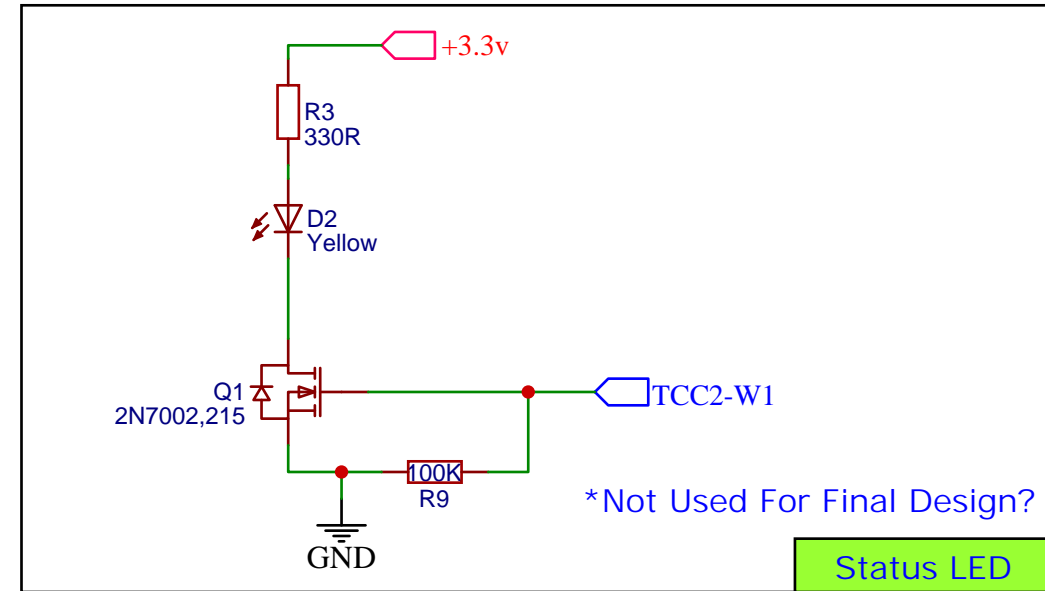 +3.3v
R3
330R
D2
Yellow
Q1
2N7002,215
TCC2-W1
100K
R9
*Not Used For Final Design?
GND
Status LED